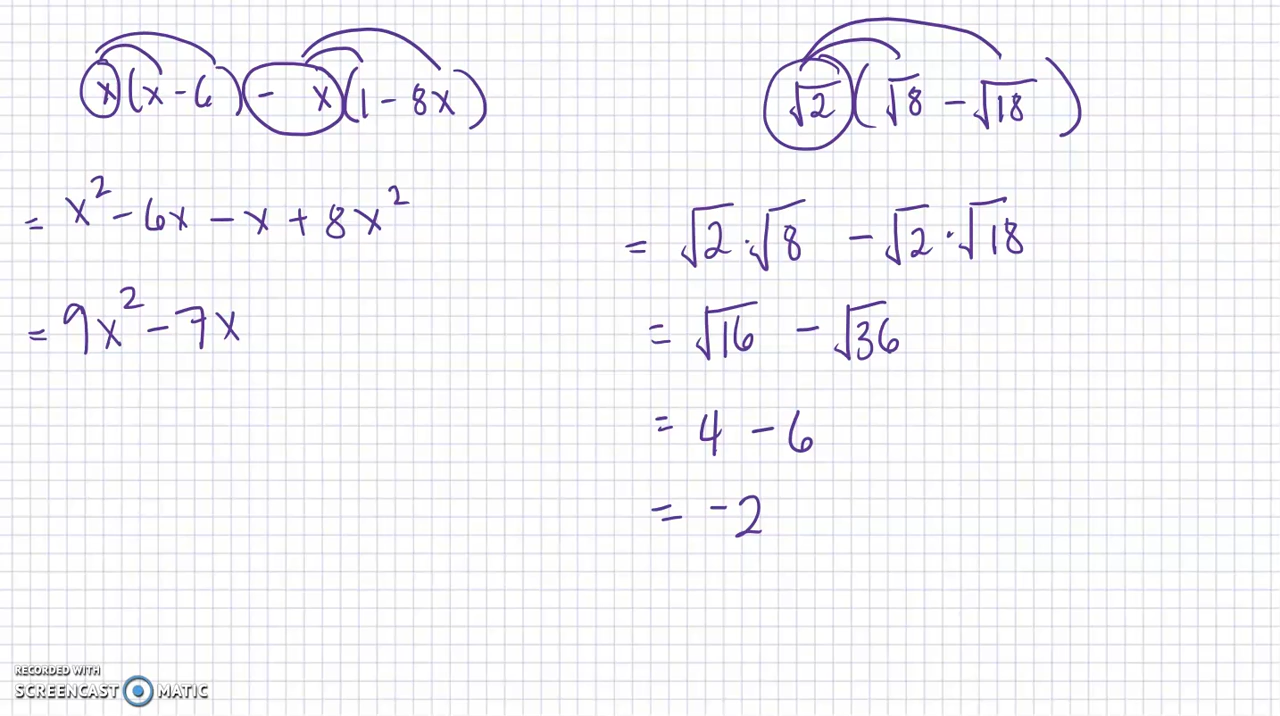 x(x - 6) - x(1 - 8x)
= x² - 6x - x + 8x²
= 9x² - 7x
√2(√8 - √18)
= √2 · √8 - √2 · √18
= √16 - √36
= 4 - 6
= -2
RECORDED WITH
SCREENCAST MATIC